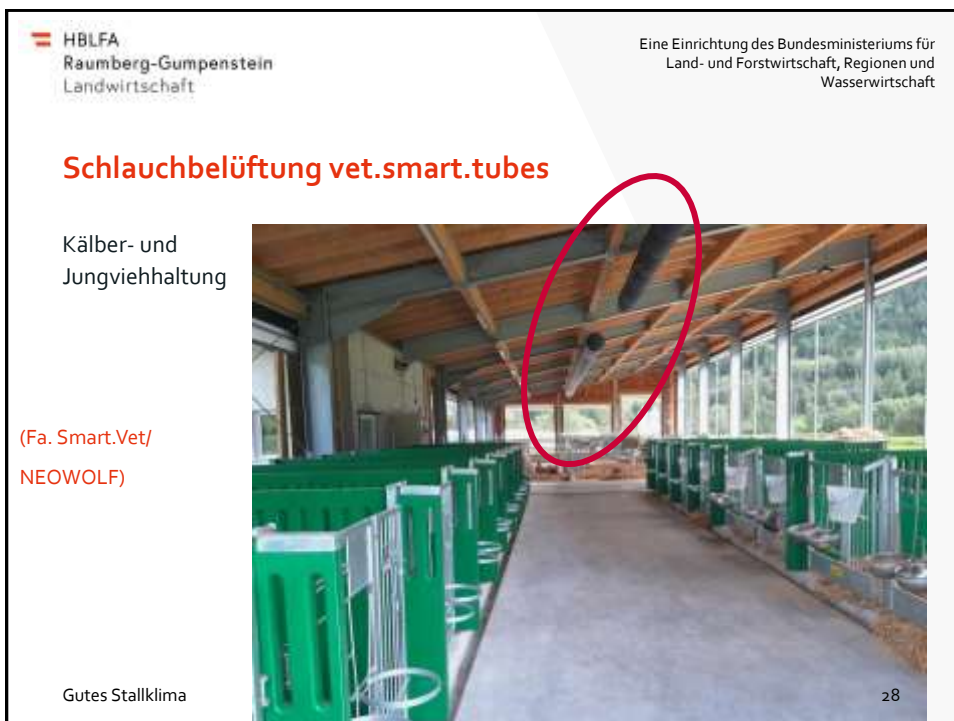 HBLFA
Raumberg-Gumpenstein
Landwirtschaft
Eine Einrichtung des Bundesministeriums für
Land- und Forstwirtschaft, Regionen und
Wasserwirtschaft
Schlauchbelüftung vet.smart.tubes
Kälber- und
Jungviehhaltung
(Fa. Smart.Vet/
NEOWOLF)
Gutes Stallklima
28